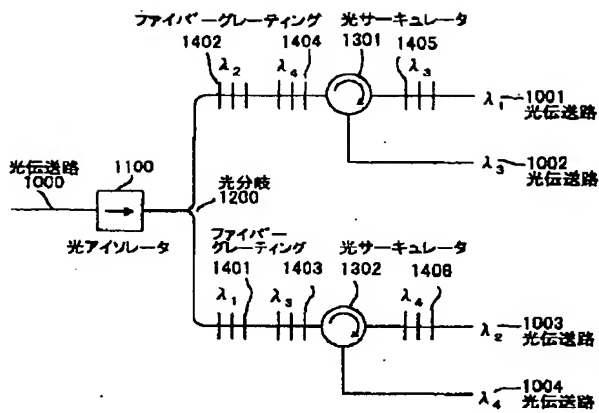 ファイバーグレーティング
光サーキュレータ
1402
1404
1301
1405
λ2
λ4
λ3
λ1
1001
光伝送路
光伝送路
1000
1100
λ3
1002
光伝送路
光分岐
1200
光アイソレータ
ファイバー
グレーティング
光サーキュレータ
1401
1403
1302
1406
λ1
λ3
λ4
λ2
1003
光伝送路
λ4
1004
光伝送路